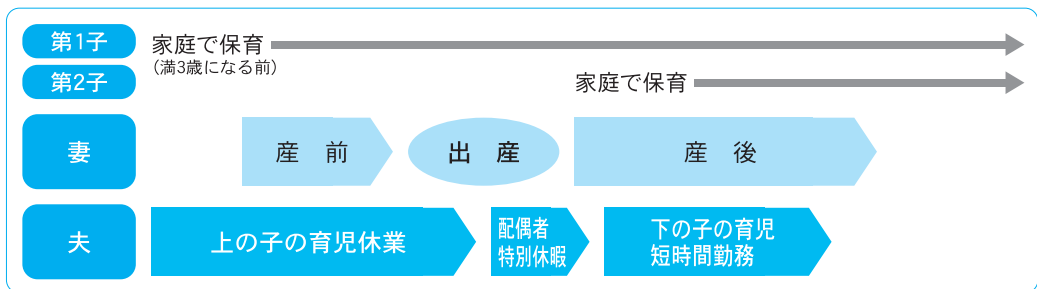 第1子
家庭で保育
(満3歳になる前)
第2子
家庭で保育
妻
産 前
出 産
産 後
夫
上の子の育児休業
配偶者
特別休暇
下の子の育児
短時間勤務